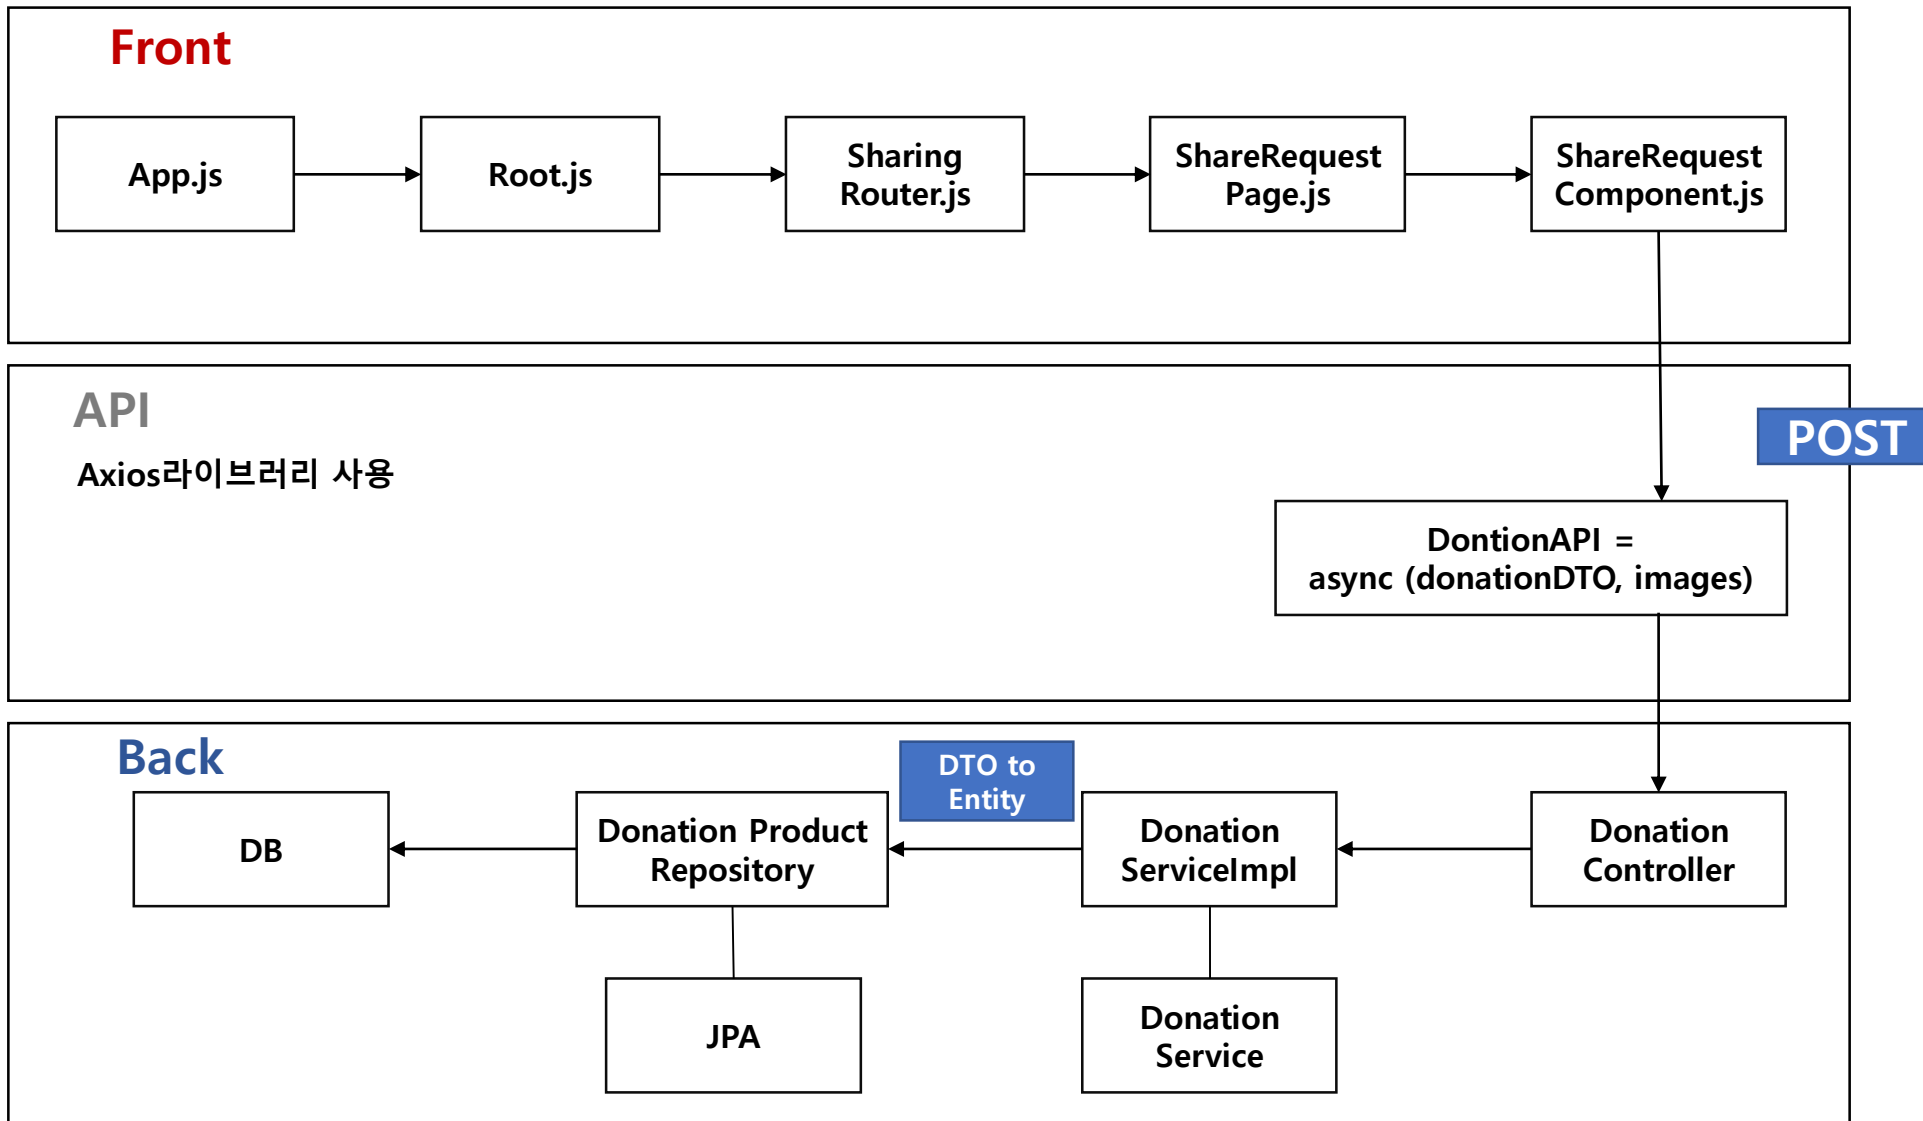 Front
App.js
Root.js
Sharing
Router.js
ShareRequest
Page.js
ShareRequest
Component.js
API
Axios라이브러리 사용
POST
DontionAPI =
async (donationDTO, images)
Back
DTO to
Entity
DB
Donation Product
Repository
Donation
ServiceImpl
Donation
Controller
JPA
Donation
Service